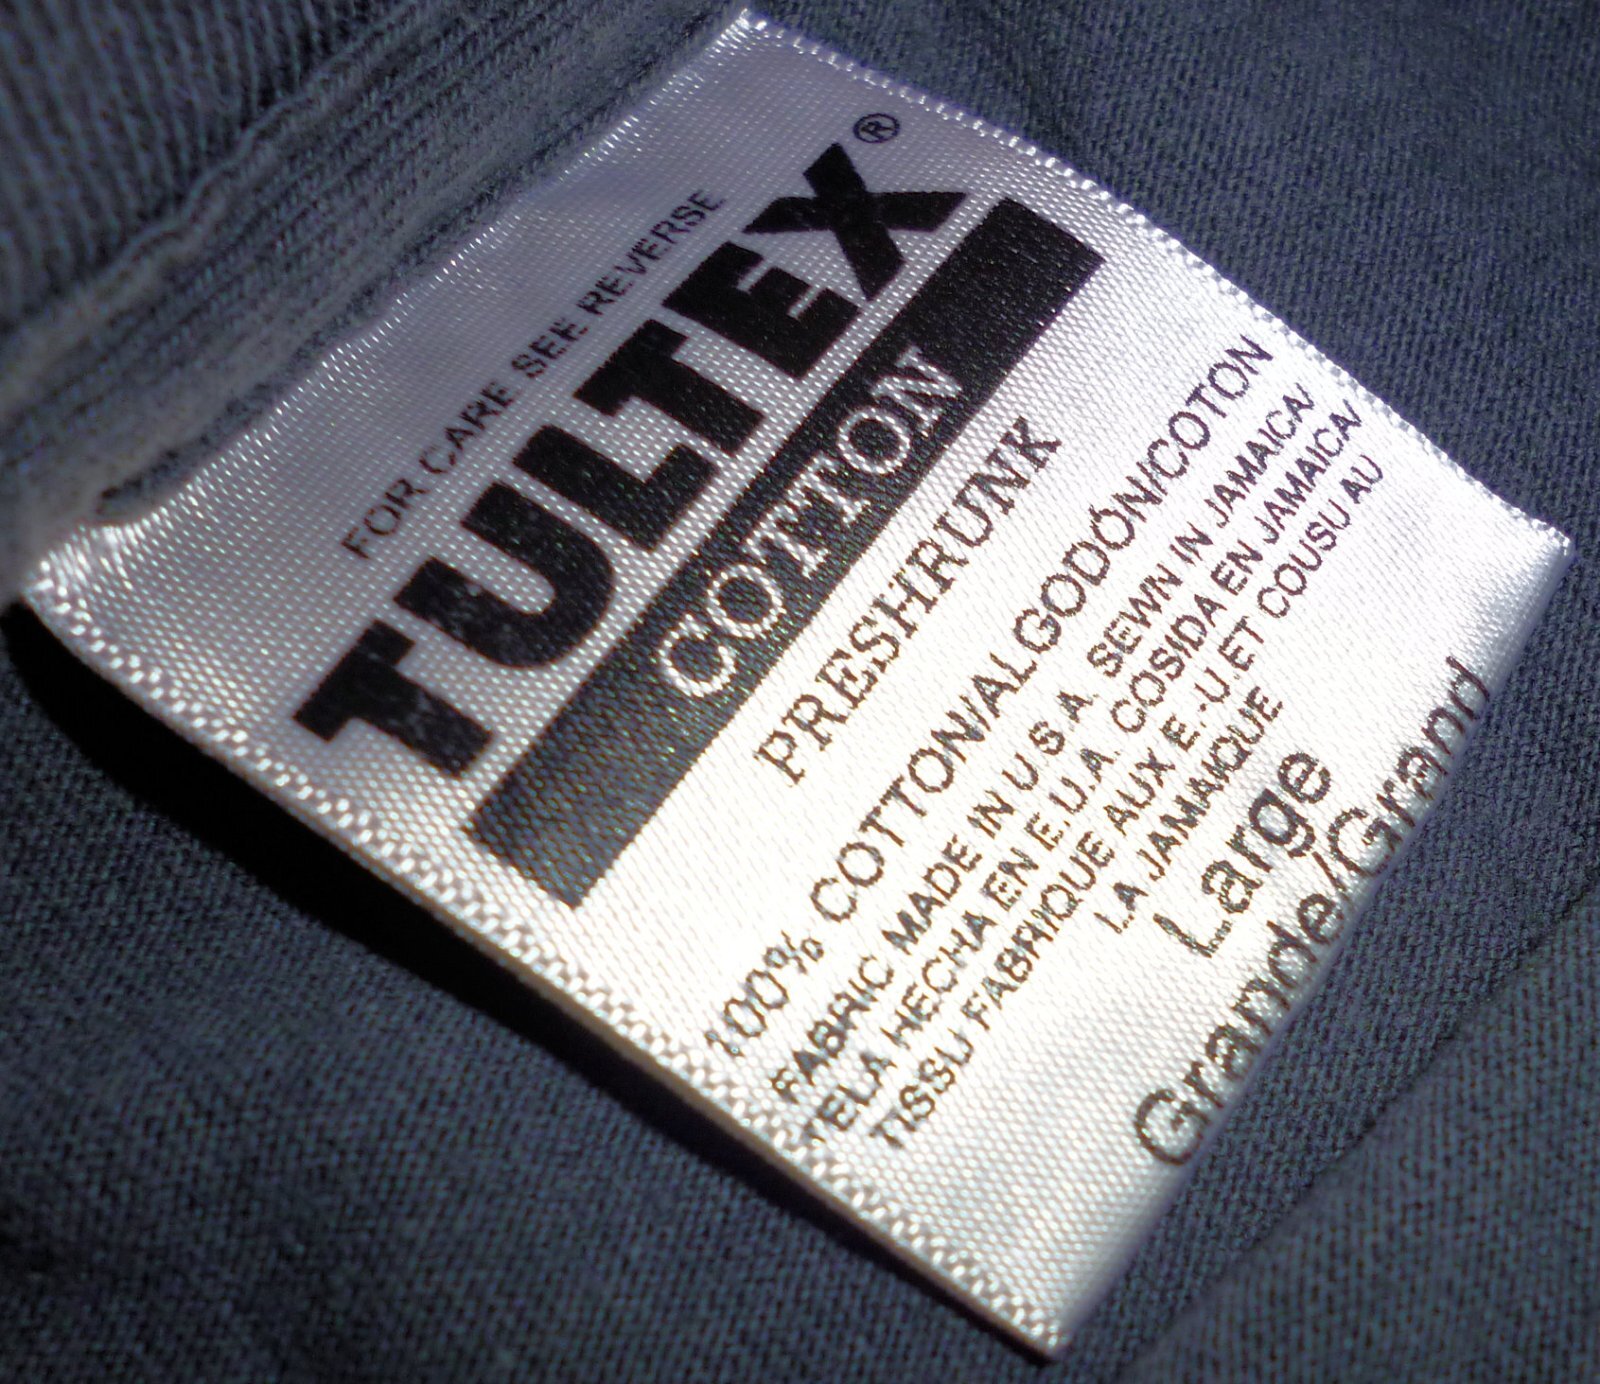 FOR CARE SEE REVERSE
TULTEX®
COTTON
PRESHRUNK
100% COTTON/ALGODÓN/COTON
FABRIC MADE IN U.S.A. SEWN IN JAMAICA/
TELA HECHA EN E.U.A. COSIDA EN JAMAICA/
TISSU FABRIQUE AUX E.-U.ET COUSU AU
LA JAMAIQUE
Large
Grande/Grand